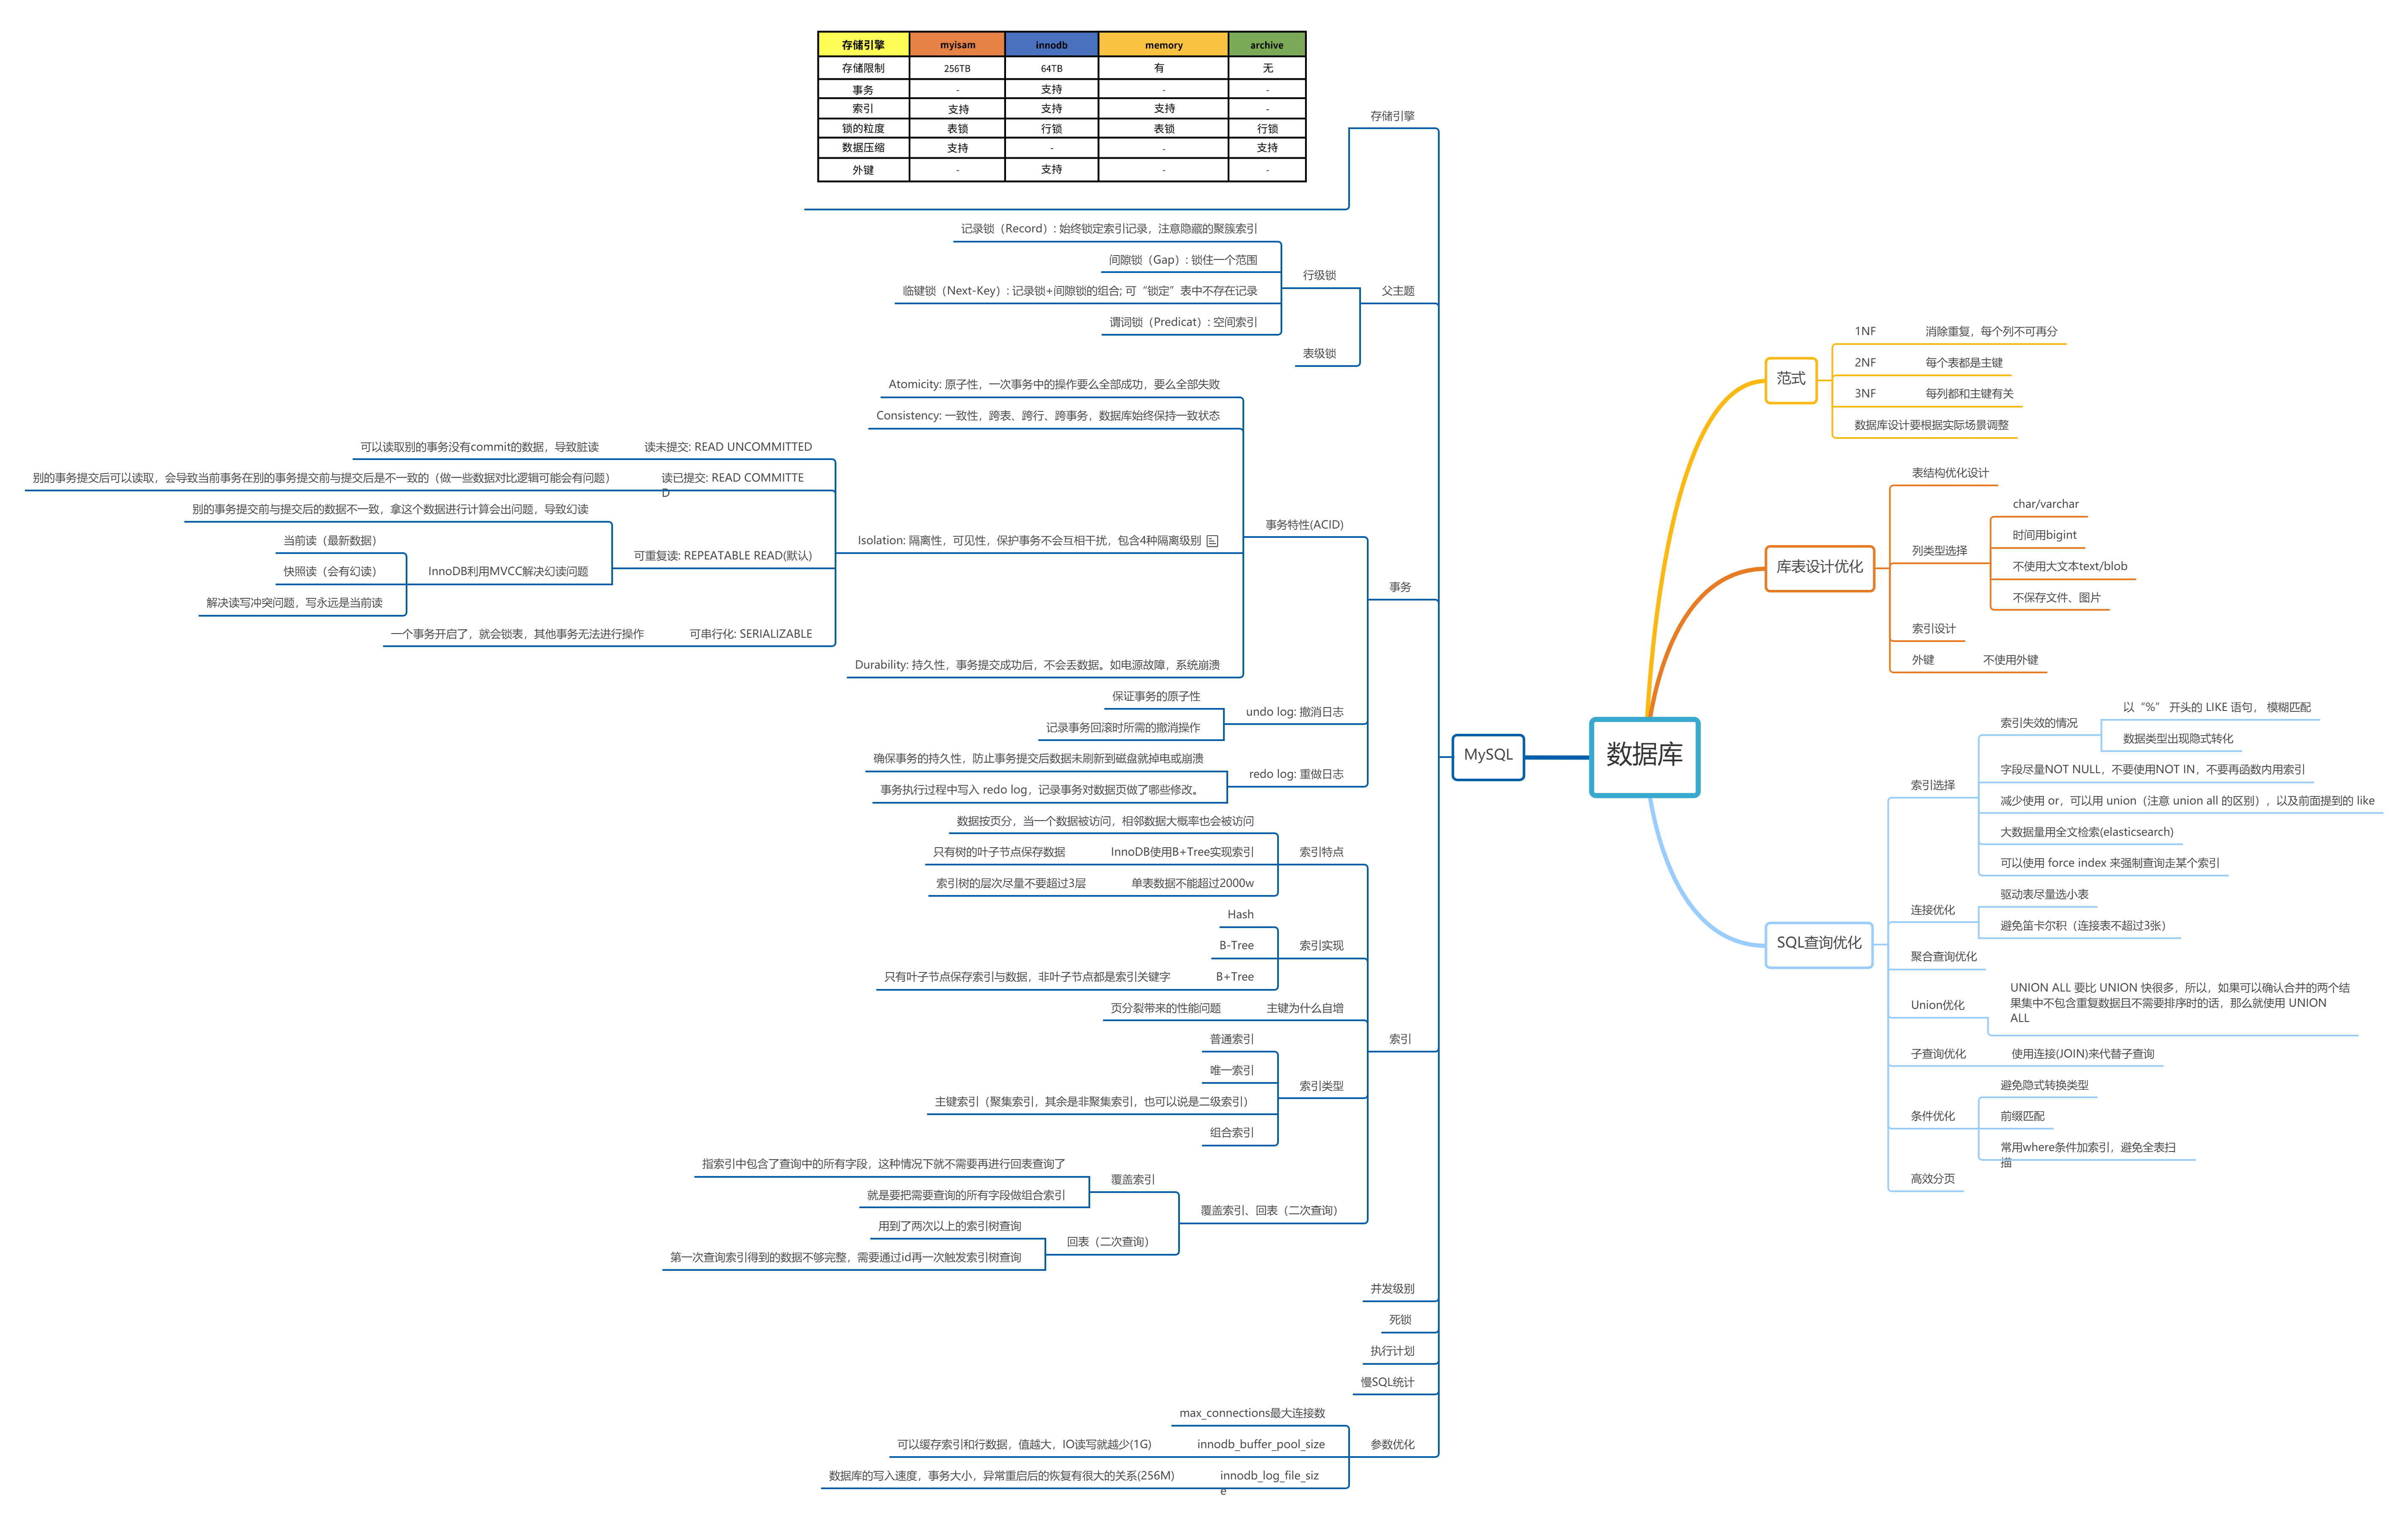 存储引擎 myisam innodb memory archive
存储限制 256TB 64TB 有 无
事务 - 支持 - -
索引 支持 支持 支持 -
锁的粒度 表锁 行锁 表锁 行锁
数据压缩 支持 - - 支持
外键 - 支持 - -
存储引擎
记录锁（Record）: 始终锁定索引记录，注意隐藏的聚簇索引
间隙锁（Gap）: 锁住一个范围
行级锁
临键锁（Next-Key）: 记录锁+间隙锁的组合; 可“锁定”表中不存在记录
父主题
谓词锁（Predicat）: 空间索引
表级锁
Atomicity: 原子性，一次事务中的操作要么全部成功，要么全部失败
Consistency: 一致性，跨表、跨行、跨事务，数据库始终保持一致状态
可以读取别的事务没有commit的数据，导致脏读
读未提交: READ UNCOMMITTED
别的事务提交后可以读取，会导致当前事务在别的事务提交前与提交后是不一致的（做一些数据对比逻辑可能会有问题）
读已提交: READ COMMITTE
D
别的事务提交前与提交后的数据不一致，拿这个数据进行计算会出问题，导致幻读
当前读（最新数据）
快照读（会有幻读）
InnoDB利用MVCC解决幻读问题
解决读写冲突问题，写永远是当前读
可重复读: REPEATABLE READ(默认)
一个事务开启了，就会锁表，其他事务无法进行操作
可串行化: SERIALIZABLE
Isolation: 隔离性，可见性，保护事务不会互相干扰，包含4种隔离级别
事务特性(ACID)
Durability: 持久性，事务提交成功后，不会丢数据。如电源故障，系统崩溃
事务
保证事务的原子性
undo log: 撤消日志
记录事务回滚时所需的撤消操作
确保事务的持久性，防止事务提交后数据未刷新到磁盘就掉电或崩溃
redo log: 重做日志
事务执行过程中写入 redo log，记录事务对数据页做了哪些修改。
数据按页分，当一个数据被访问，相邻数据大概率也会被访问
只有树的叶子节点保存数据
InnoDB使用B+Tree实现索引
索引特点
索引树的层次尽量不要超过3层
单表数据不能超过2000w
Hash
B-Tree
索引实现
只有叶子节点保存索引与数据，非叶子节点都是索引关键字
B+Tree
页分裂带来的性能问题
主键为什么自增
索引
普通索引
唯一索引
索引类型
主键索引（聚集索引，其余是非聚集索引，也可以说是二级索引）
组合索引
指索引中包含了查询中的所有字段，这种情况下就不需要再进行回表查询了
覆盖索引
就是要把需要查询的所有字段做组合索引
覆盖索引、回表（二次查询）
用到了两次以上的索引树查询
回表（二次查询）
第一次查询索引得到的数据不够完整，需要通过id再一次触发索引树查询
并发级别
死锁
执行计划
慢SQL统计
max_connections最大连接数
可以缓存索引和行数据，值越大，IO读写就越少(1G)
innodb_buffer_pool_size
参数优化
数据库的写入速度，事务大小，异常重启后的恢复有很大的关系(256M)
innodb_log_file_siz
e
MySQL
数据库
范式
1NF
消除重复，每个列不可再分
2NF
每个表都是主键
3NF
每列都和主键有关
数据库设计要根据实际场景调整
库表设计优化
表结构优化设计
列类型选择
char/varchar
时间用bigint
不使用大文本text/blob
不保存文件、图片
索引设计
外键
不使用外键
SQL查询优化
索引选择
索引失效的情况
以“%” 开头的 LIKE 语句， 模糊匹配
数据类型出现隐式转化
字段尽量NOT NULL，不要使用NOT IN，不要再函数内用索引
减少使用 or，可以用 union（注意 union all 的区别），以及前面提到的 like
大数据量用全文检索(elasticsearch)
可以使用 force index 来强制查询走某个索引
连接优化
驱动表尽量选小表
避免笛卡尔积（连接表不超过3张）
聚合查询优化
Union优化
UNION ALL 要比 UNION 快很多，所以，如果可以确认合并的两个结
果集中不包含重复数据且不需要排序时的话，那么就使用 UNION
ALL
子查询优化
使用连接(JOIN)来代替子查询
条件优化
避免隐式转换类型
前缀匹配
常用where条件加索引，避免全表扫
描
高效分页